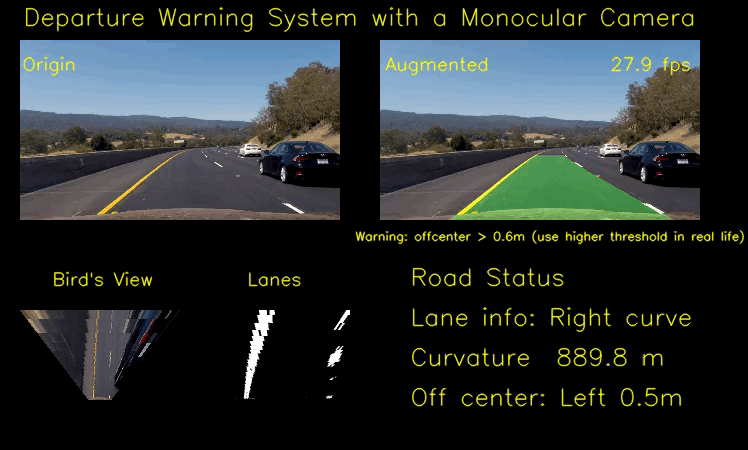 Departure Warning System with a Monocular Camera
Origin
Augmented
27.9 fps
Warning: offcenter > 0.6m (use higher threshold in real life)
Bird's View
Lanes
Road Status
Lane info: Right curve
Curvature 889.8 m
Off center: Left 0.5m